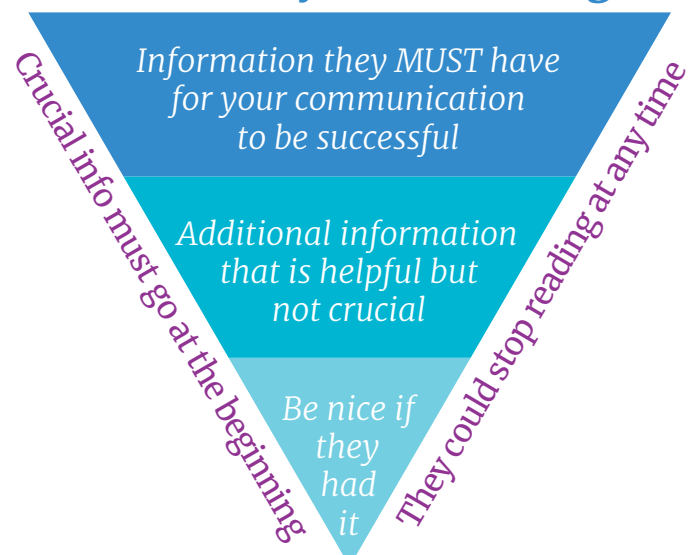 Information they MUST have
for your communication
to be successful
Crucial info must go at the beginning
They could stop reading at any time
Additional information
that is helpful but
not crucial
Be nice if
they
had
it